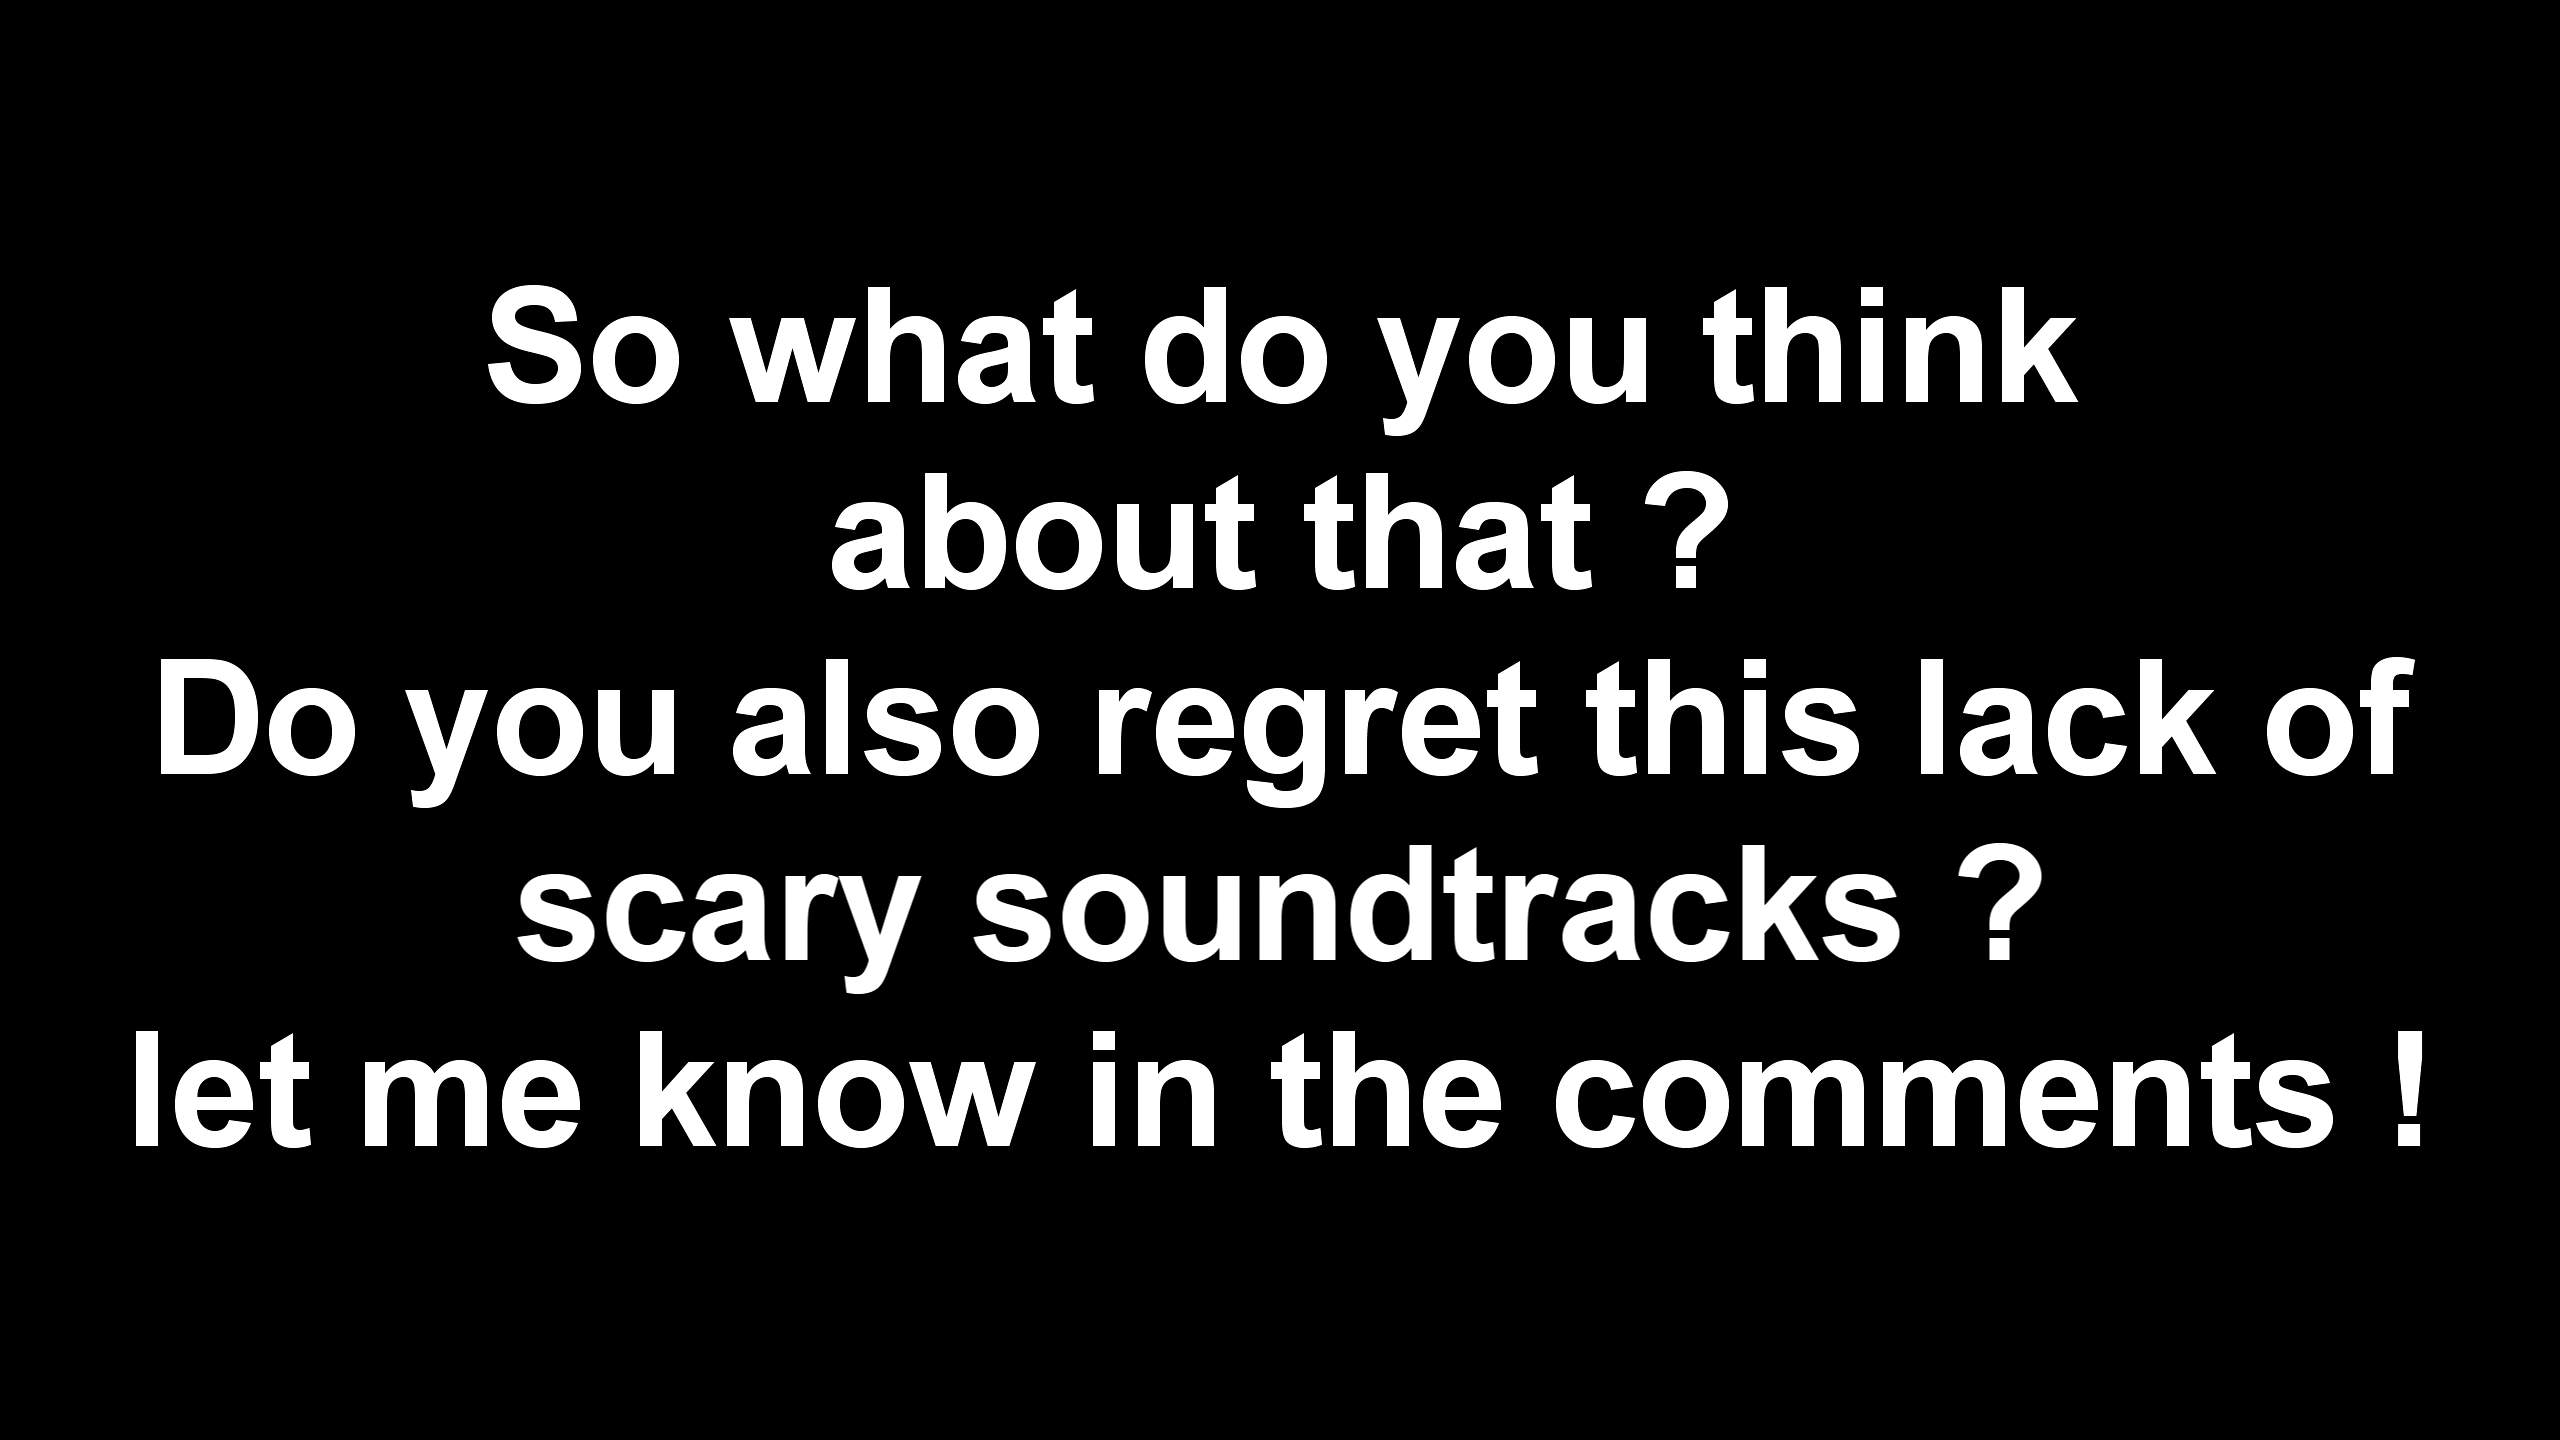 So what do you think
about that ?
Do you also regret this lack of
scary soundtracks ?
let me know in the comments !